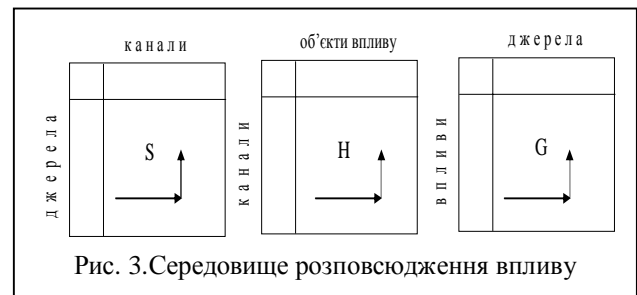 канали
об’єкти впливу
джерела
джерела
S
канали
H
впливи
G
Рис. 3.Середовище розповсюдження впливу